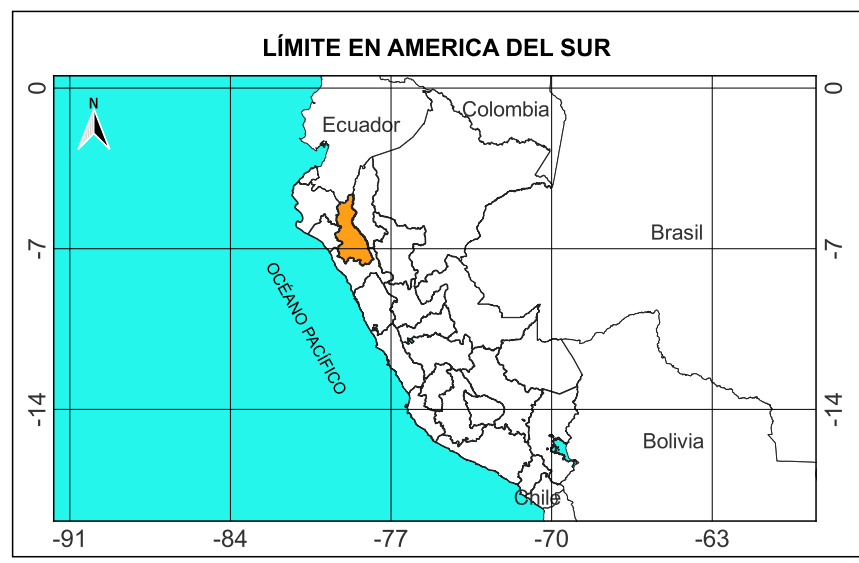 LÍMITE EN AMERICA DEL SUR
0
0
N
Colombia
Ecuador
Brasil
-7
-7
OCÉANO PACÍFICO
-14
-14
Bolivia
Chile
-91
-84
-77
-70
-63